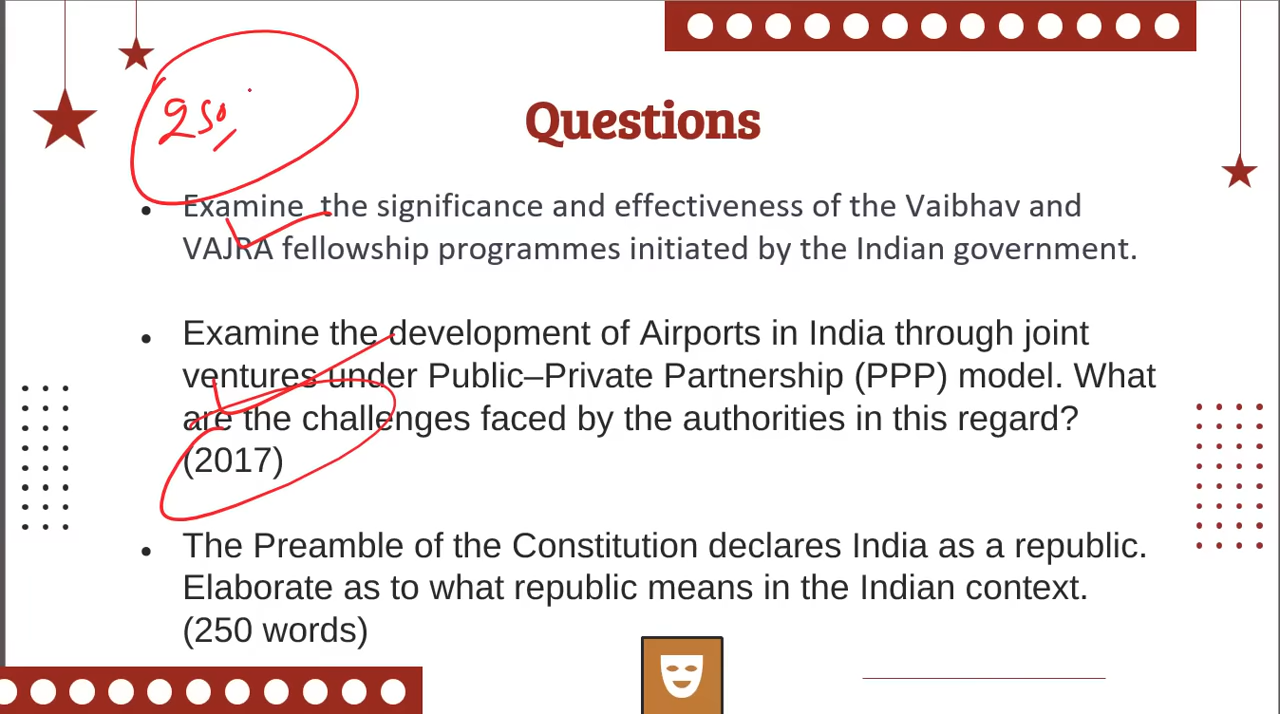 250
Questions
Examine the significance and effectiveness of the Vaibhav and
VAJRA fellowship programmes initiated by the Indian government.
Examine the development of Airports in India through joint
ventures under Public–Private Partnership (PPP) model. What
are the challenges faced by the authorities in this regard?
(2017)
The Preamble of the Constitution declares India as a republic.
Elaborate as to what republic means in the Indian context.
(250 words)